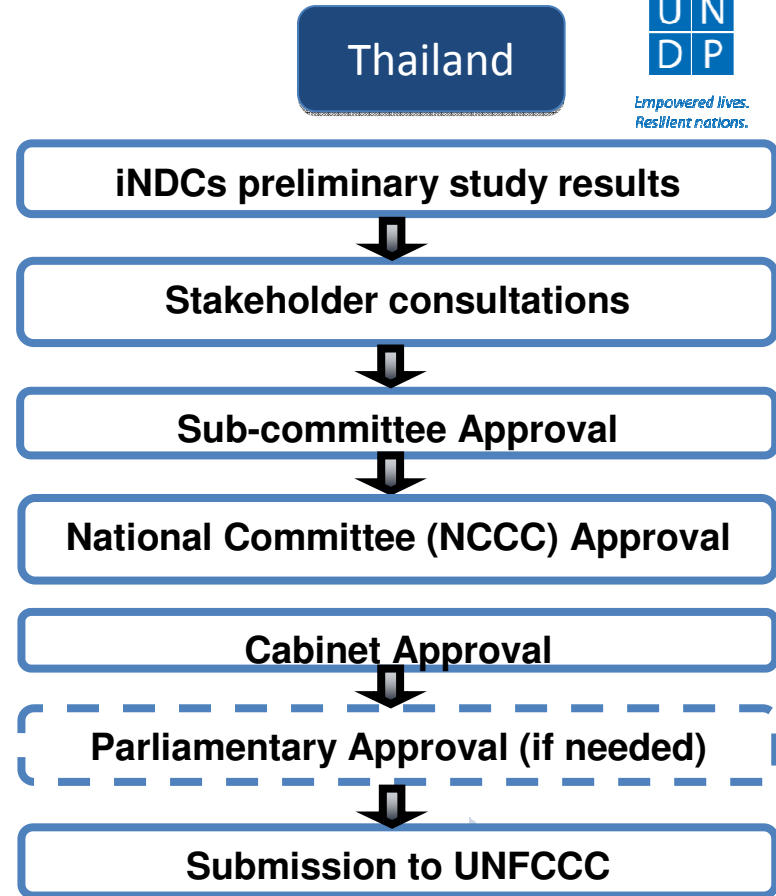 Thailand
U N
D P
Empowered lives.
Resilient nations.
iNDCs preliminary study results
Stakeholder consultations
Sub-committee Approval
National Committee (NCCC) Approval
Cabinet Approval
Parliamentary Approval (if needed)
Submission to UNFCCC